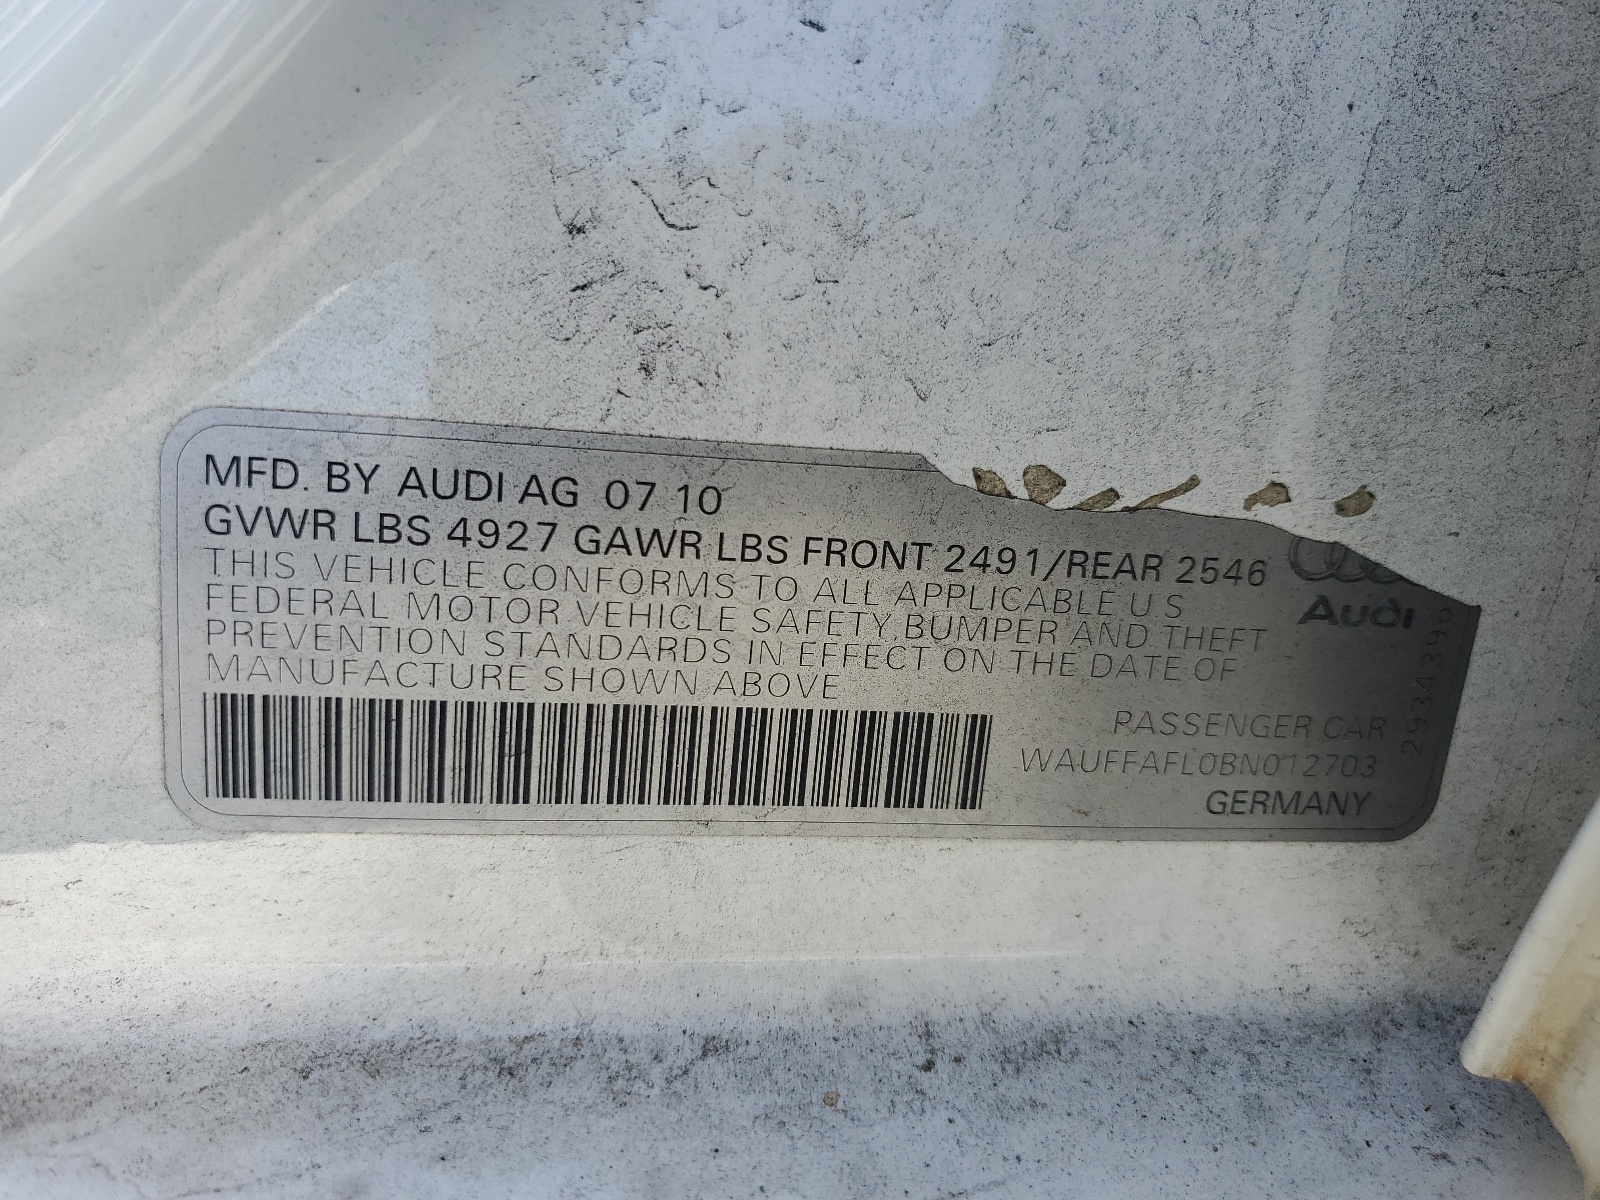 MFD. BY AUDI AG 07 10
GVWR LBS 4927 GAWR LBS FRONT 2491/REAR 2546
THIS VEHICLE CONFORMS TO ALL APPLICABLE U S
FEDERAL MOTOR VEHICLE SAFETY, BUMPER AND THEFT
PREVENTION STANDARDS IN EFFECT ON THE DATE OF
MANUFACTURE SHOWN ABOVE
Audi
PASSENGER CAR
WAUFFAFL0BN012703
GERMANY
2934396